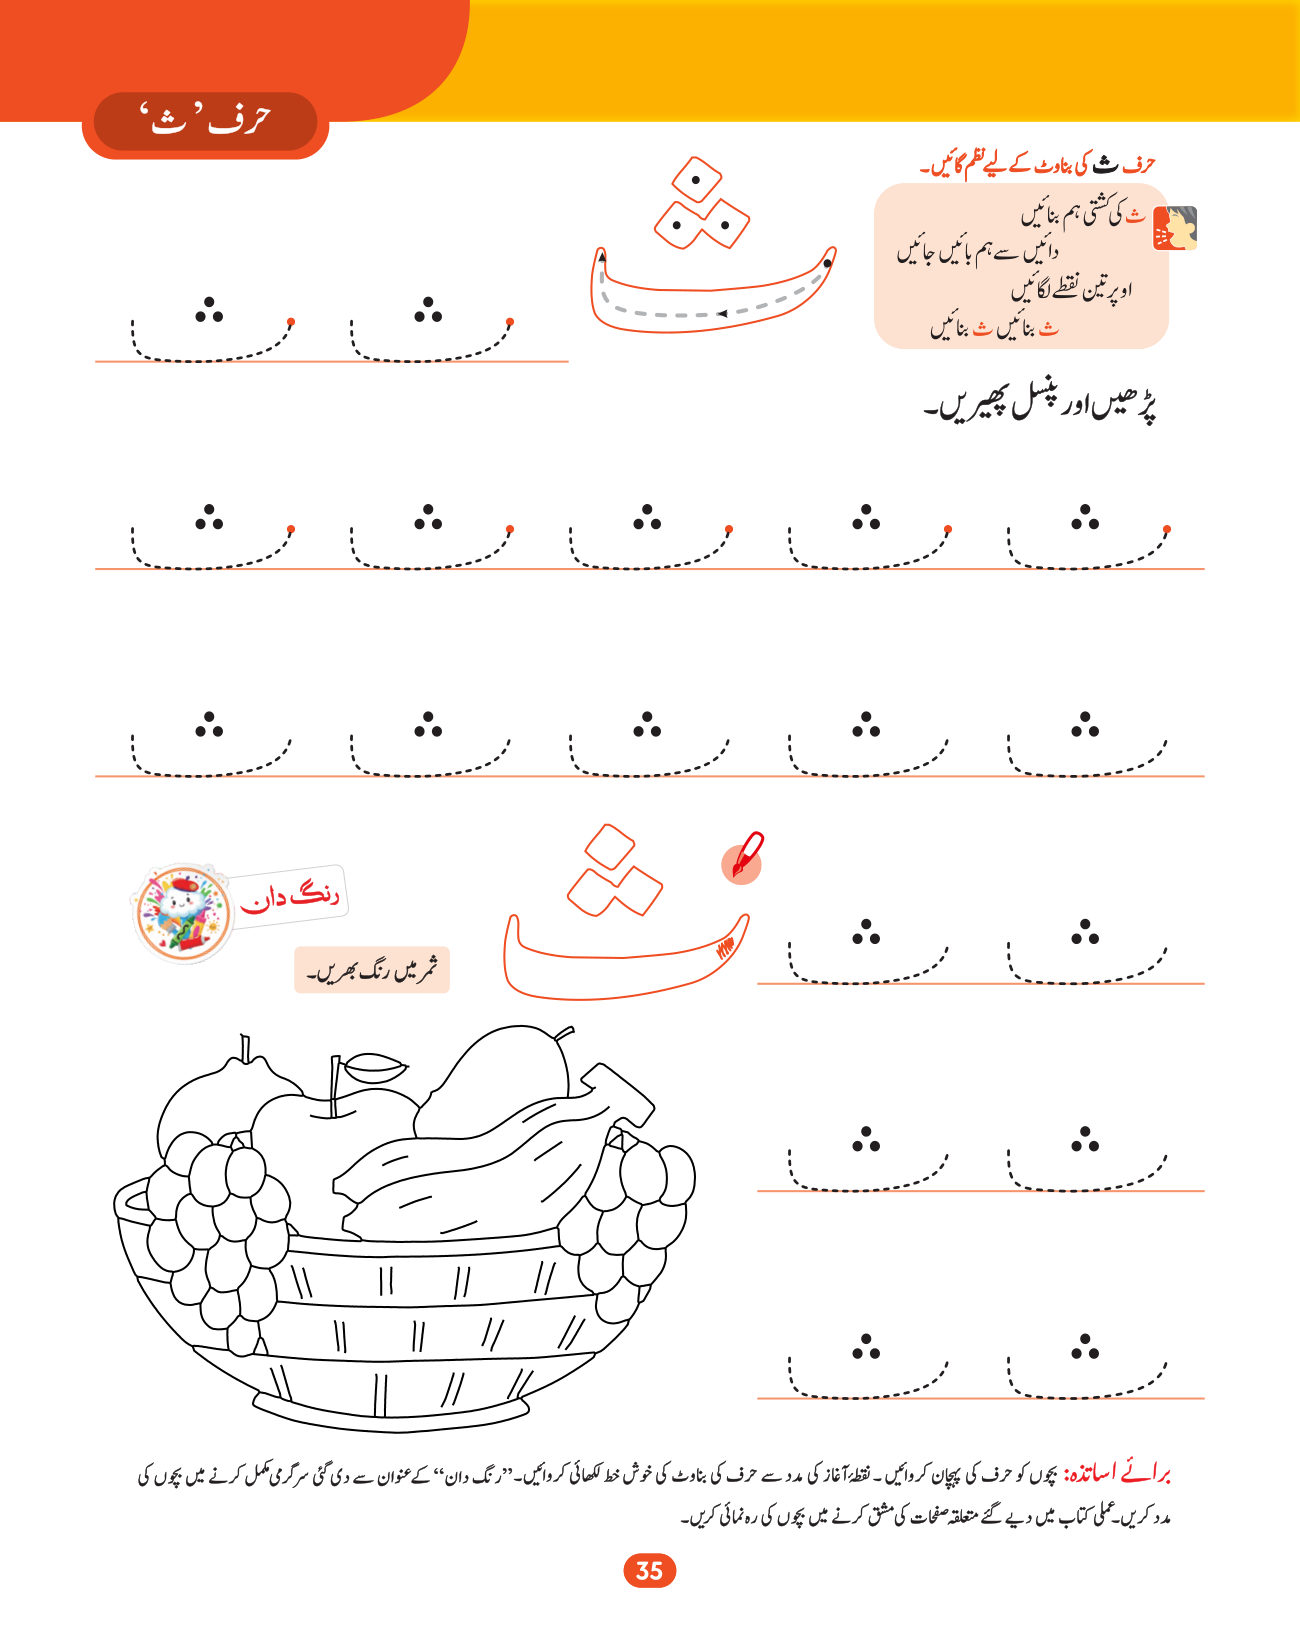 حرف ’ث‘
حرف ث کی بناوٹ کے لیے نظم گائیں۔
ث کی کشتی ہم بنائیں
دائیں سے ہم بائیں جائیں
اوپر تین نقطے لگائیں
ث بنائیں ث بنائیں
ث
ث ث
پڑھیں اور پنسل پھیریں۔
ث ث ث ث ث
ث ث ث ث ث
ث
ث ث
رنگ دان
ثمر میں رنگ بھریں۔
ث ث
ث ث
برائے اساتذہ: بچوں کو حرف کی پہچان کروائیں۔ نقطۂ آغاز کی مدد سے حرف کی بناوٹ کی خوش خط لکھائی کروائیں۔ ”رنگ دان“ کے عنوان سے دی گئی سرگرمی مکمل کرنے میں بچوں کی
مدد کریں۔ عملی کتاب میں دیے گئے متعلقہ صفحات کی مشق کرنے میں بچوں کی رہ نمائی کریں۔
35